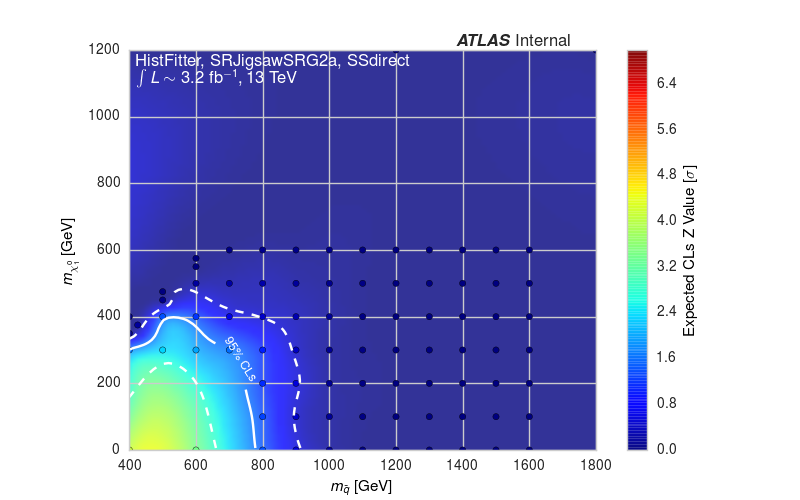 ATLAS Internal
HistFitter, SRJigsawSRG2a, SSdirect
∫ L ∼ 3.2 fb⁻¹, 13 TeV
1200
1000
800
600
400
200
0
m_χ̃₁⁰ [GeV]
95% CLs
400 600 800 1000 1200 1400 1600 1800
m_q̃ [GeV]
6.4
5.6
4.8
4.0
3.2
2.4
1.6
0.8
0.0
Expected CLs Z Value [σ]